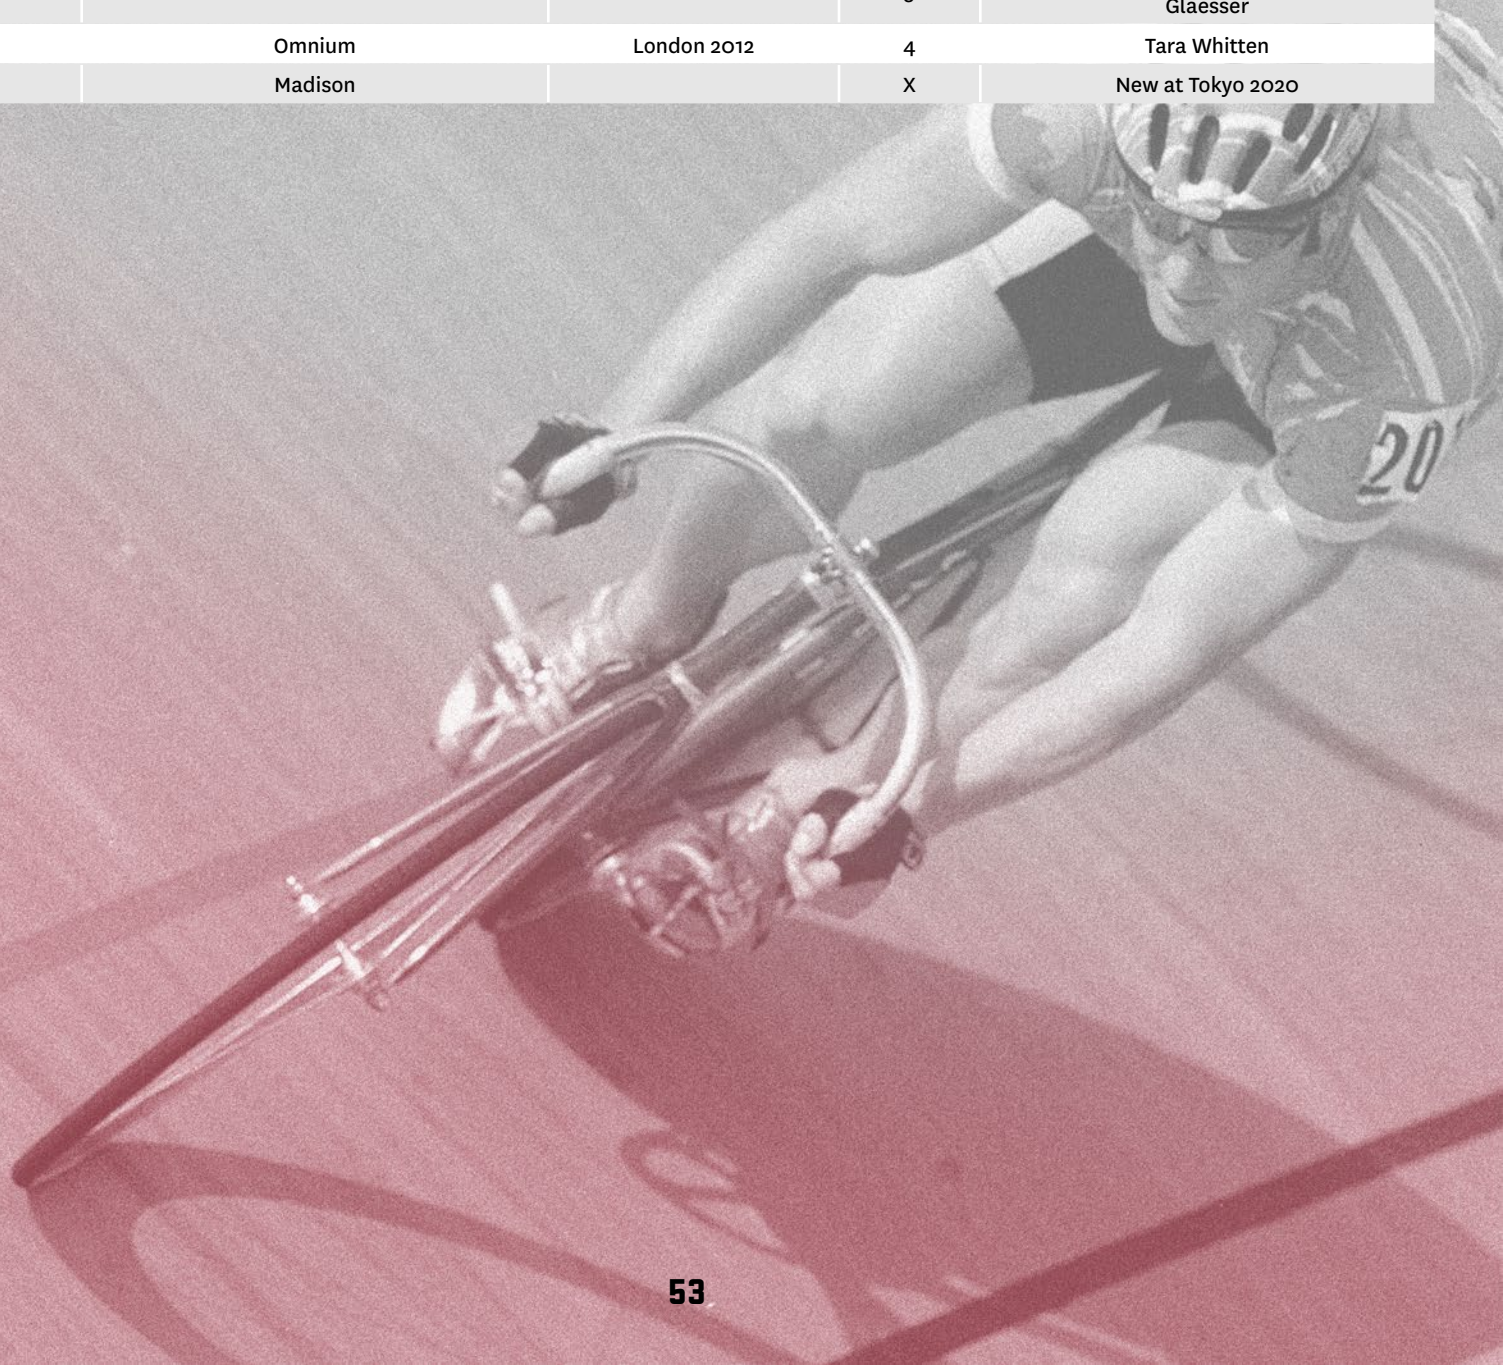 Glaesser
Omnium London 2012 4 Tara Whitten
Madison X New at Tokyo 2020
20
53